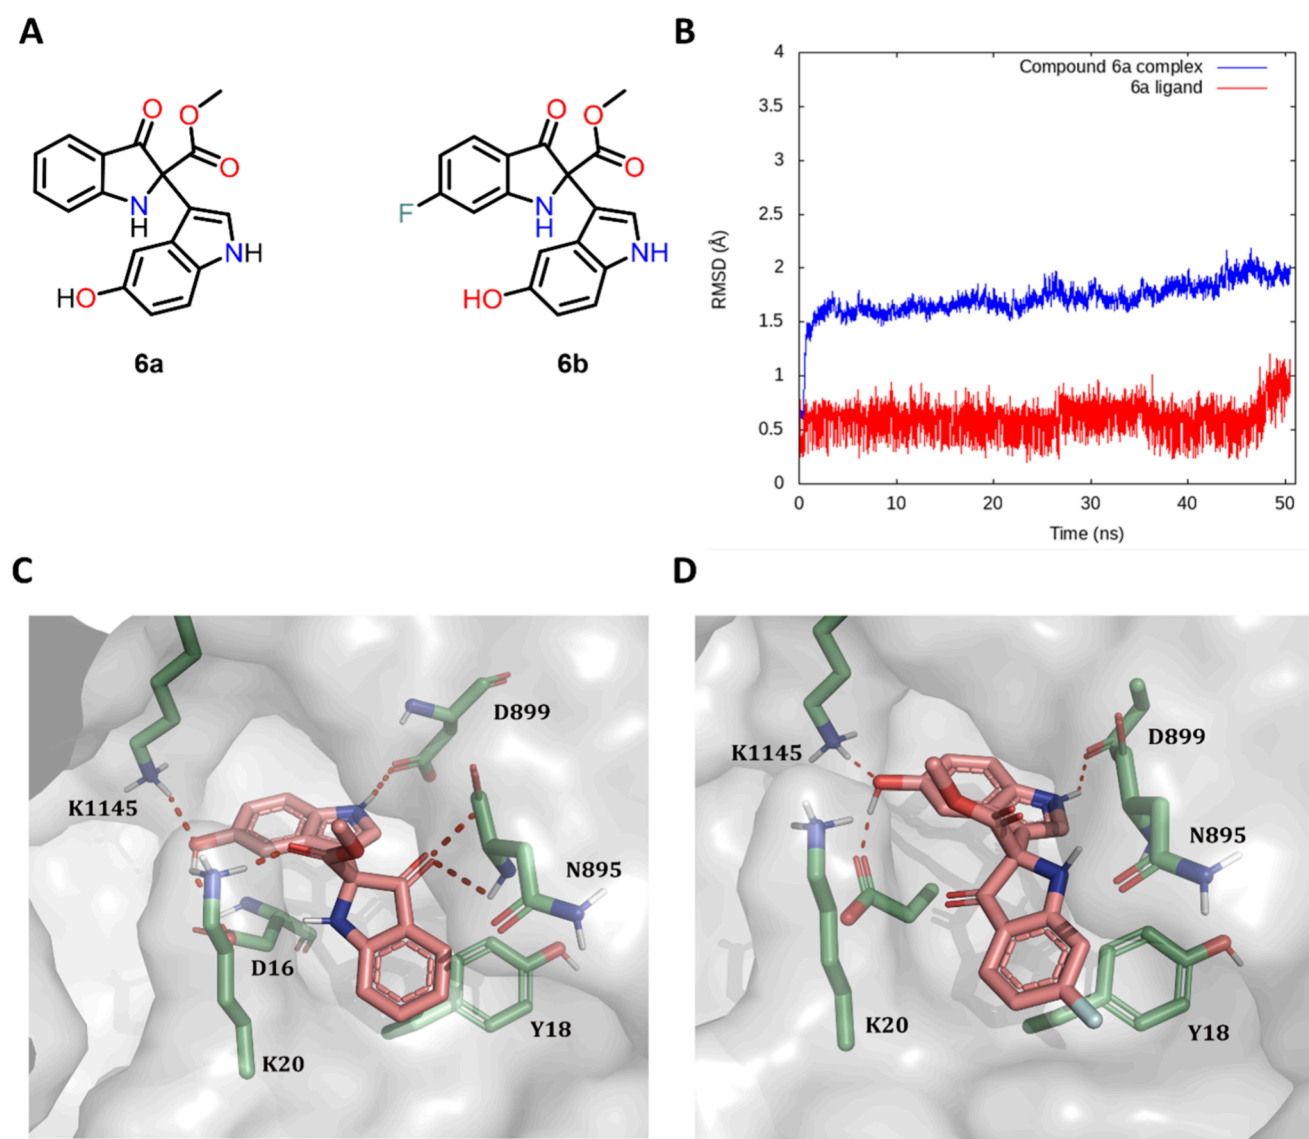 A
O
O
O
N
H
NH
HO
6a
O
O
O
F
N
H
NH
HO
6b
B
Compound 6a complex
6a ligand
4
3.5
3
2.5
2
1.5
1
0.5
0
RMSD (Å)
0 10 20 30 40 50
Time (ns)
C
D899
K1145
N895
D16
Y18
K20
D
D899
K1145
N895
K20
Y18